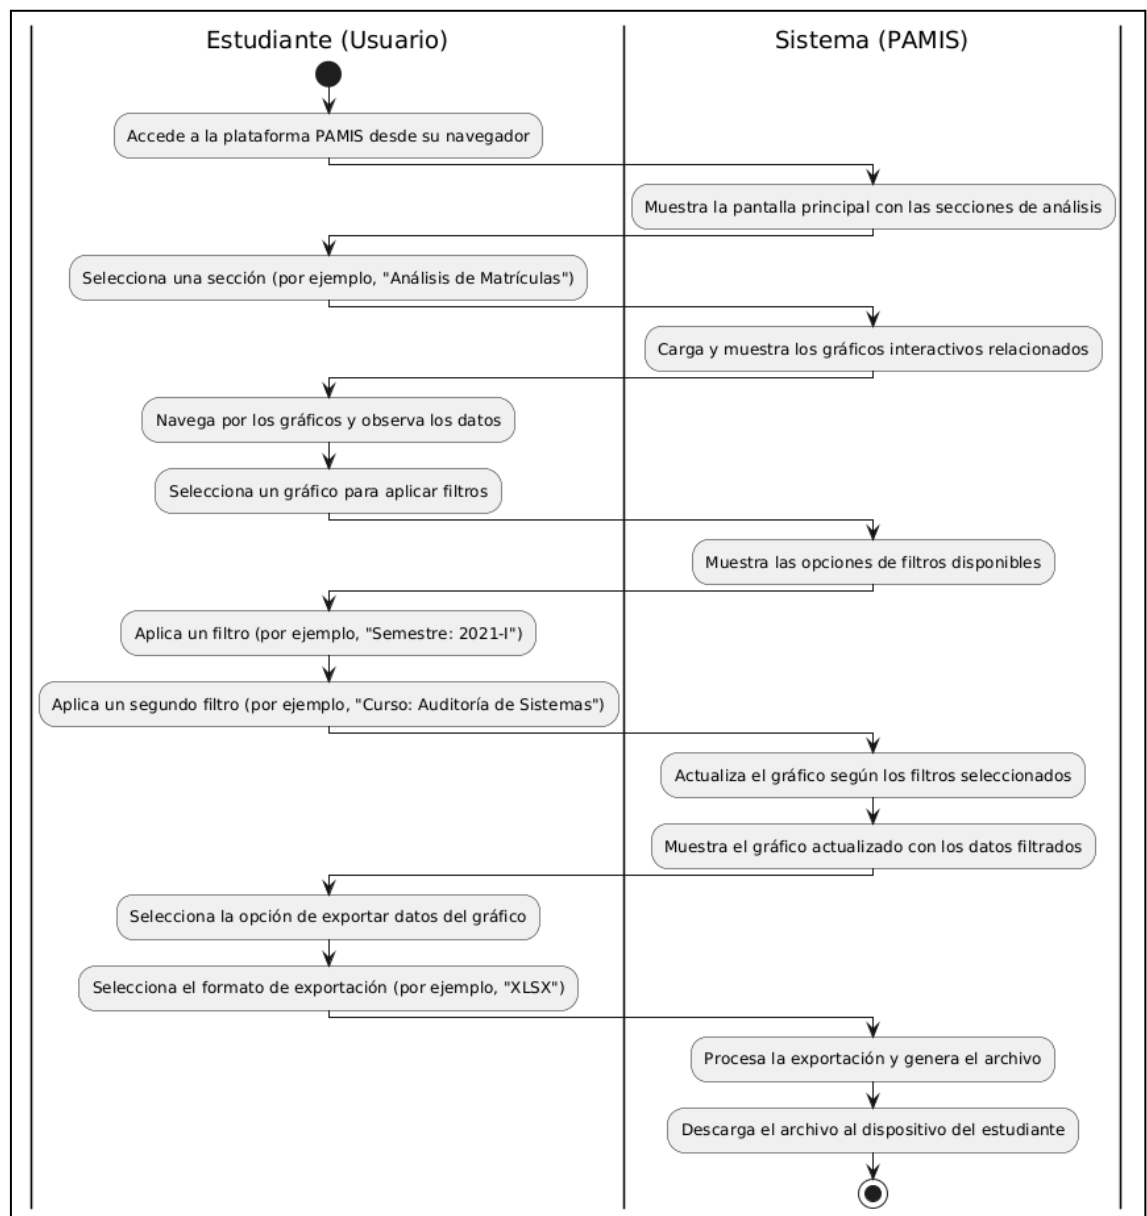 Estudiante (Usuario)
Sistema (PAMIS)
Accede a la plataforma PAMIS desde su navegador
Muestra la pantalla principal con las secciones de análisis
Selecciona una sección (por ejemplo, "Análisis de Matrículas")
Carga y muestra los gráficos interactivos relacionados
Navega por los gráficos y observa los datos
Selecciona un gráfico para aplicar filtros
Muestra las opciones de filtros disponibles
Aplica un filtro (por ejemplo, "Semestre: 2021-I")
Aplica un segundo filtro (por ejemplo, "Curso: Auditoría de Sistemas")
Actualiza el gráfico según los filtros seleccionados
Muestra el gráfico actualizado con los datos filtrados
Selecciona la opción de exportar datos del gráfico
Selecciona el formato de exportación (por ejemplo, "XLSX")
Procesa la exportación y genera el archivo
Descarga el archivo al dispositivo del estudiante